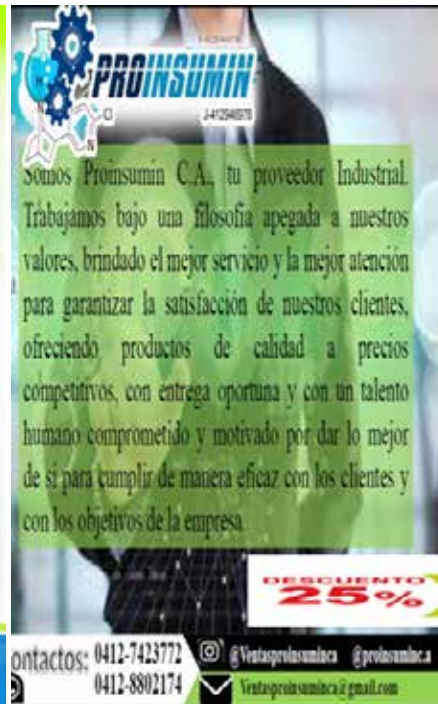 PROINSUMIN
Somos Proinsumin C.A., tu proveedor Industrial.
Trabajamos bajo una filosofía apegada a nuestros
valores, brindado el mejor servicio y la mejor atención
para garantizar la satisfacción de nuestros clientes,
ofreciendo productos de calidad a precios
competitivos, con entrega oportuna y con un talento
humano comprometido y motivado por dar lo mejor
de si para cumplir de manera eficaz con los clientes y
con los objetivos de la empresa
DESCUENTO
25%
ontactos: 0412-7423772 @Ventasproinsuminca @proinsuminc.a
0412-8802174 Ventasproinsuminca@gmail.com